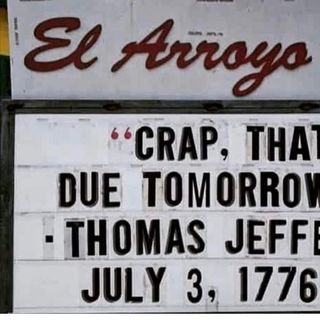 El Arroyo
“"CRAP, THAT
DUE TOMORROW
- THOMAS JEFFE
JULY 3, 1776